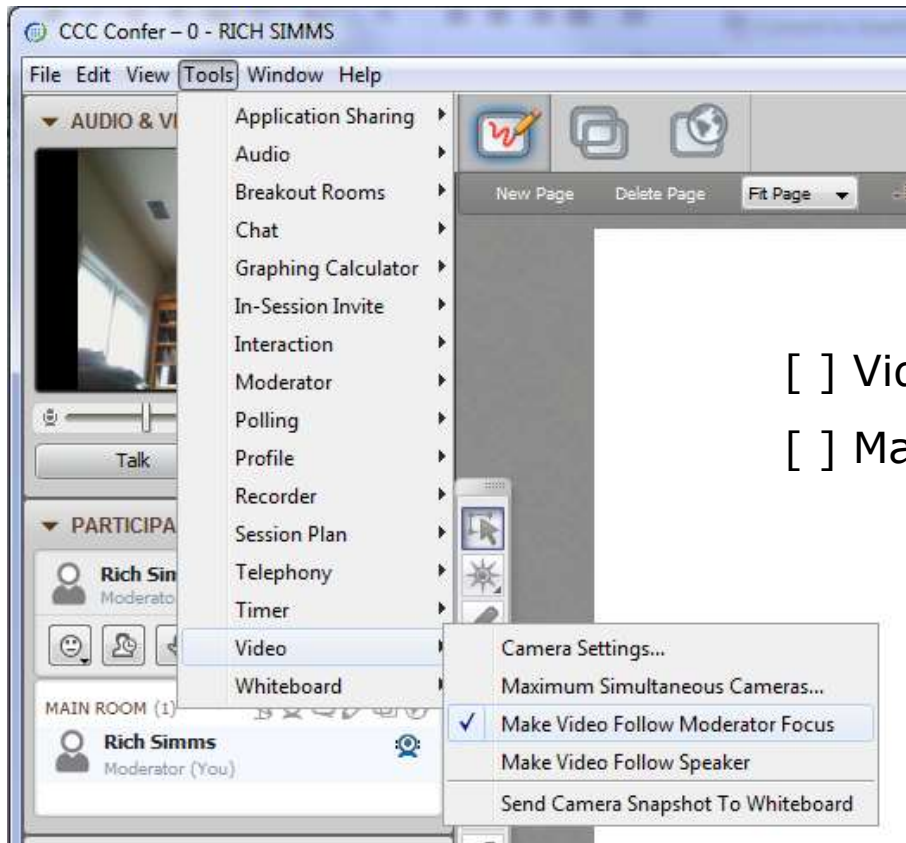 CCC Confer – 0 - RICH SIMMS
File Edit View Tools Window Help
AUDIO & VI
Talk
PARTICIPA
Rich Sim
Moderato
MAIN ROOM (1)
Rich Simms
Moderator (You)
Application Sharing
Audio
Breakout Rooms
Chat
Graphing Calculator
In-Session Invite
Interaction
Moderator
Polling
Profile
Recorder
Session Plan
Telephony
Timer
Video
Whiteboard
Camera Settings...
Maximum Simultaneous Cameras...
Make Video Follow Moderator Focus
Make Video Follow Speaker
Send Camera Snapshot To Whiteboard
New Page Delete Page Fit Page
[ ] Vid
[ ] Ma